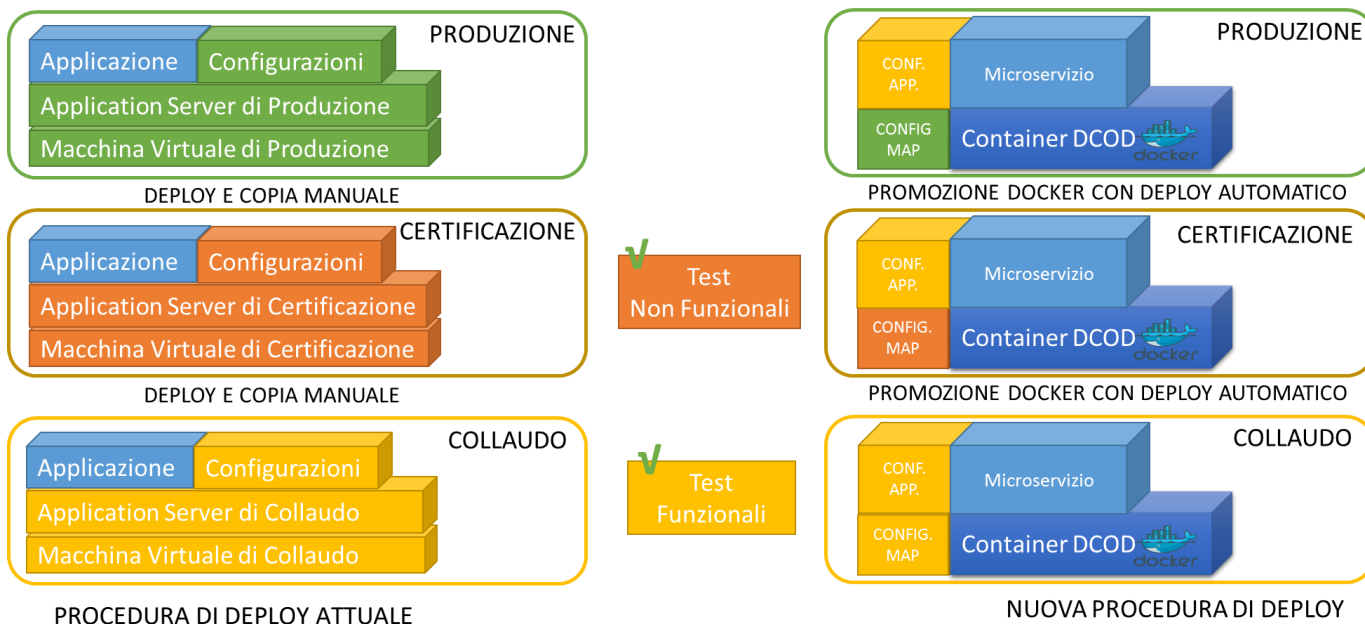 PRODUZIONE
Applicazione
Configurazioni
Application Server di Produzione
Macchina Virtuale di Produzione
DEPLOY E COPIA MANUALE
CERTIFICAZIONE
Applicazione
Configurazioni
Application Server di Certificazione
Macchina Virtuale di Certificazione
DEPLOY E COPIA MANUALE
COLLAUDO
Applicazione
Configurazioni
Application Server di Collaudo
Macchina Virtuale di Collaudo
PROCEDURA DI DEPLOY ATTUALE
√
Test
Non Funzionali
√
Test
Funzionali
PRODUZIONE
CONF.
APP.
Microservizio
CONFIG
MAP
Container DCOD
docker
PROMOZIONE DOCKER CON DEPLOY AUTOMATICO
CERTIFICAZIONE
CONF.
APP.
Microservizio
CONFIG.
MAP
Container DCOD
docker
PROMOZIONE DOCKER CON DEPLOY AUTOMATICO
COLLAUDO
CONF.
APP.
Microservizio
CONFIG.
MAP
Container DCOD
docker
NUOVA PROCEDURA DI DEPLOY